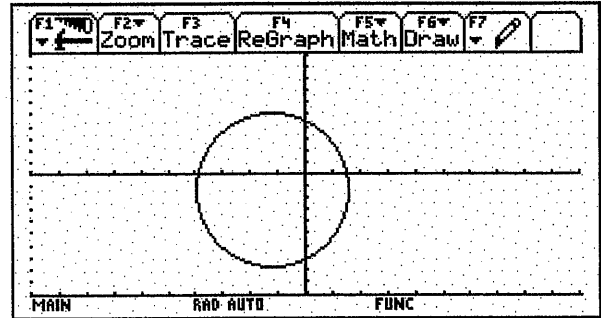 F1 F2 F3 F4 F5 F6 F7
Zoom Trace ReGraph Math Draw
MAIN RAD AUTO FUNC